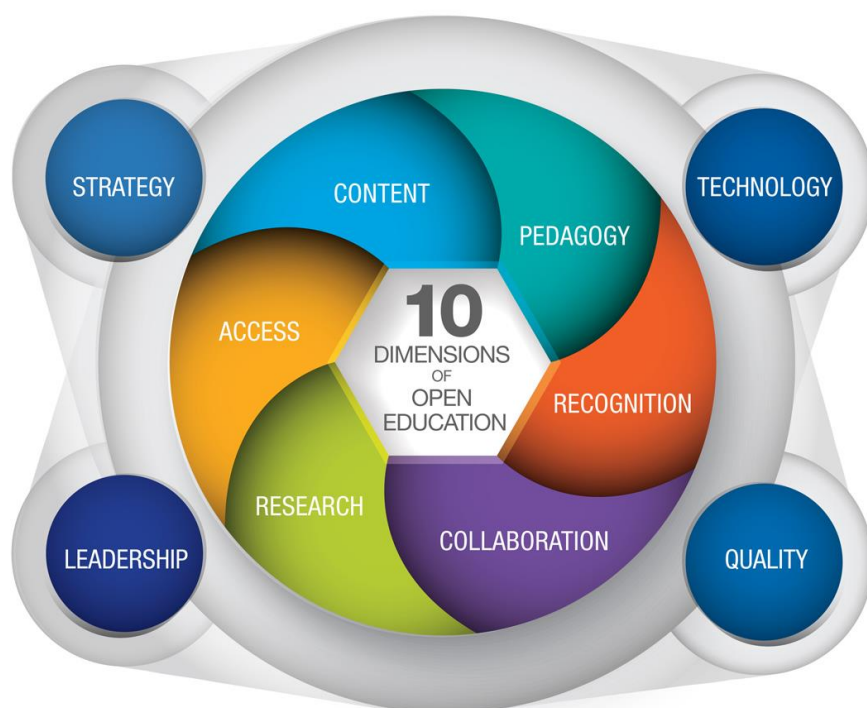 STRATEGY
TECHNOLOGY
CONTENT
PEDAGOGY
ACCESS
10
DIMENSIONS
OF
OPEN
EDUCATION
RECOGNITION
RESEARCH
COLLABORATION
LEADERSHIP
QUALITY